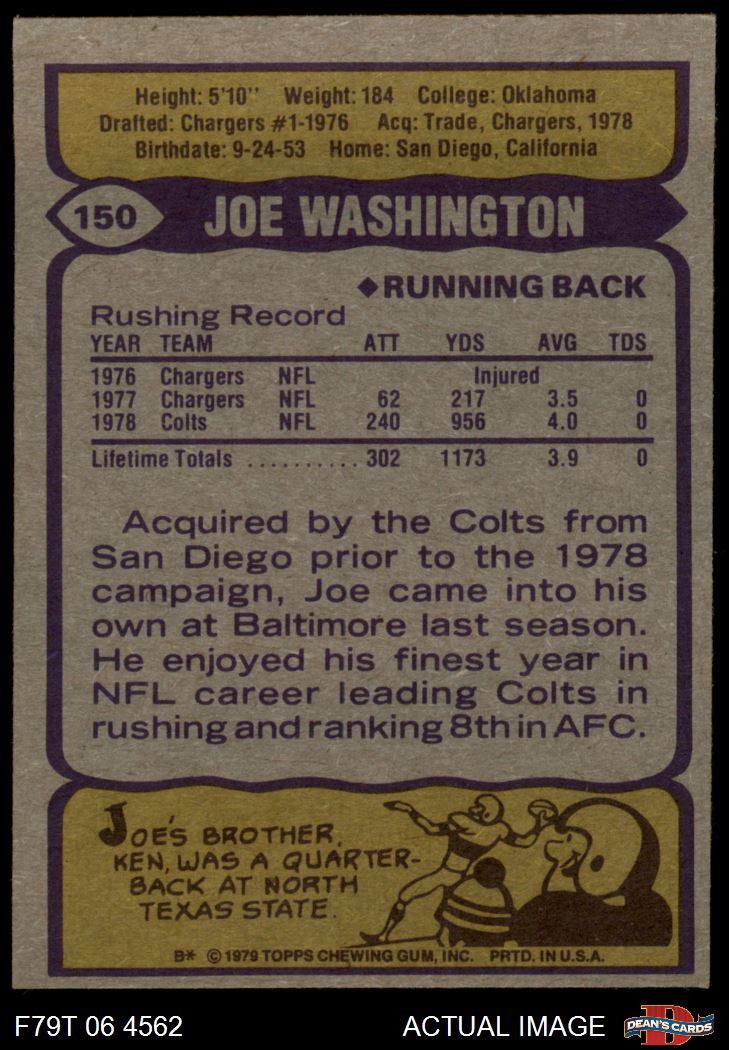 Height: 5'10'' Weight: 184 College: Oklahoma
Drafted: Chargers #1-1976 Acq: Trade, Chargers, 1978
Birthdate: 9-24-53 Home: San Diego, California
150 JOE WASHINGTON
◆RUNNING BACK
Rushing Record
YEAR TEAM ATT YDS AVG TDS
1976 Chargers NFL Injured
1977 Chargers NFL 62 217 3.5 0
1978 Colts NFL 240 956 4.0 0
Lifetime Totals .......... 302 1173 3.9 0
Acquired by the Colts from
San Diego prior to the 1978
campaign, Joe came into his
own at Baltimore last season.
He enjoyed his finest year in
NFL career leading Colts in
rushing and ranking 8th in AFC.
JOE'S BROTHER,
KEN, WAS A QUARTER-
BACK AT NORTH
TEXAS STATE.
B* © 1979 TOPPS CHEWING GUM, INC. PRTD. IN U.S.A.
F79T 06 4562 ACTUAL IMAGE D DEAN'S CARDS